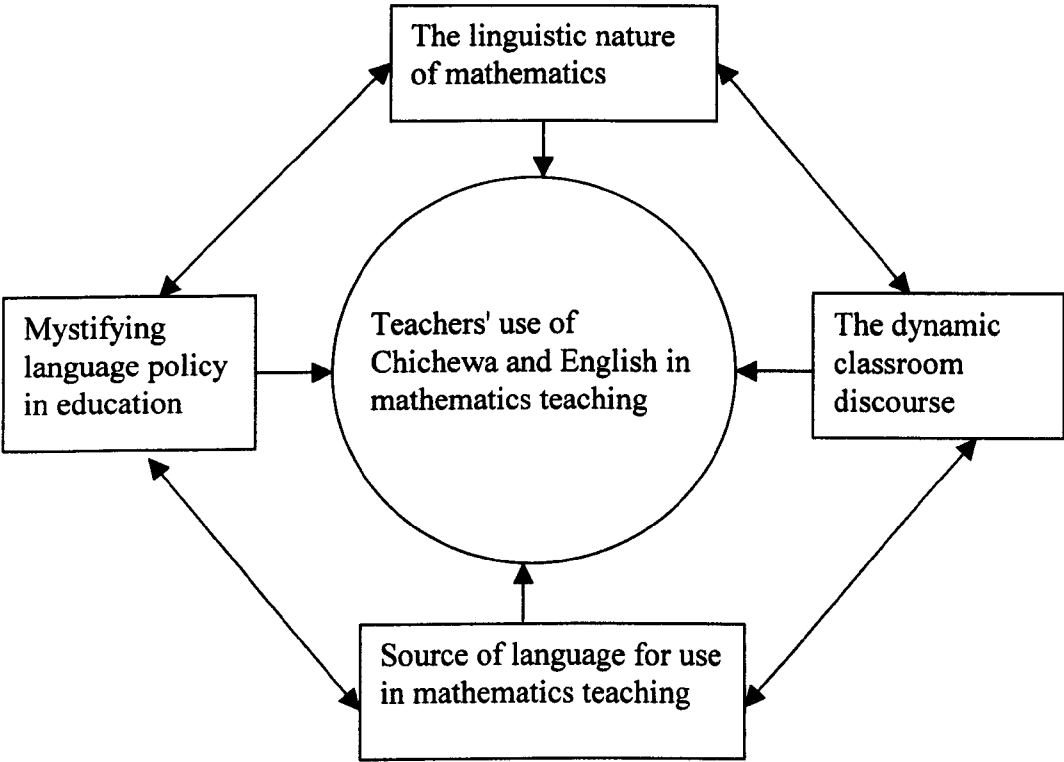 The linguistic nature
of mathematics
Mystifying
language policy
in education
Teachers' use of
Chichewa and English in
mathematics teaching
The dynamic
classroom
discourse
Source of language for use
in mathematics teaching